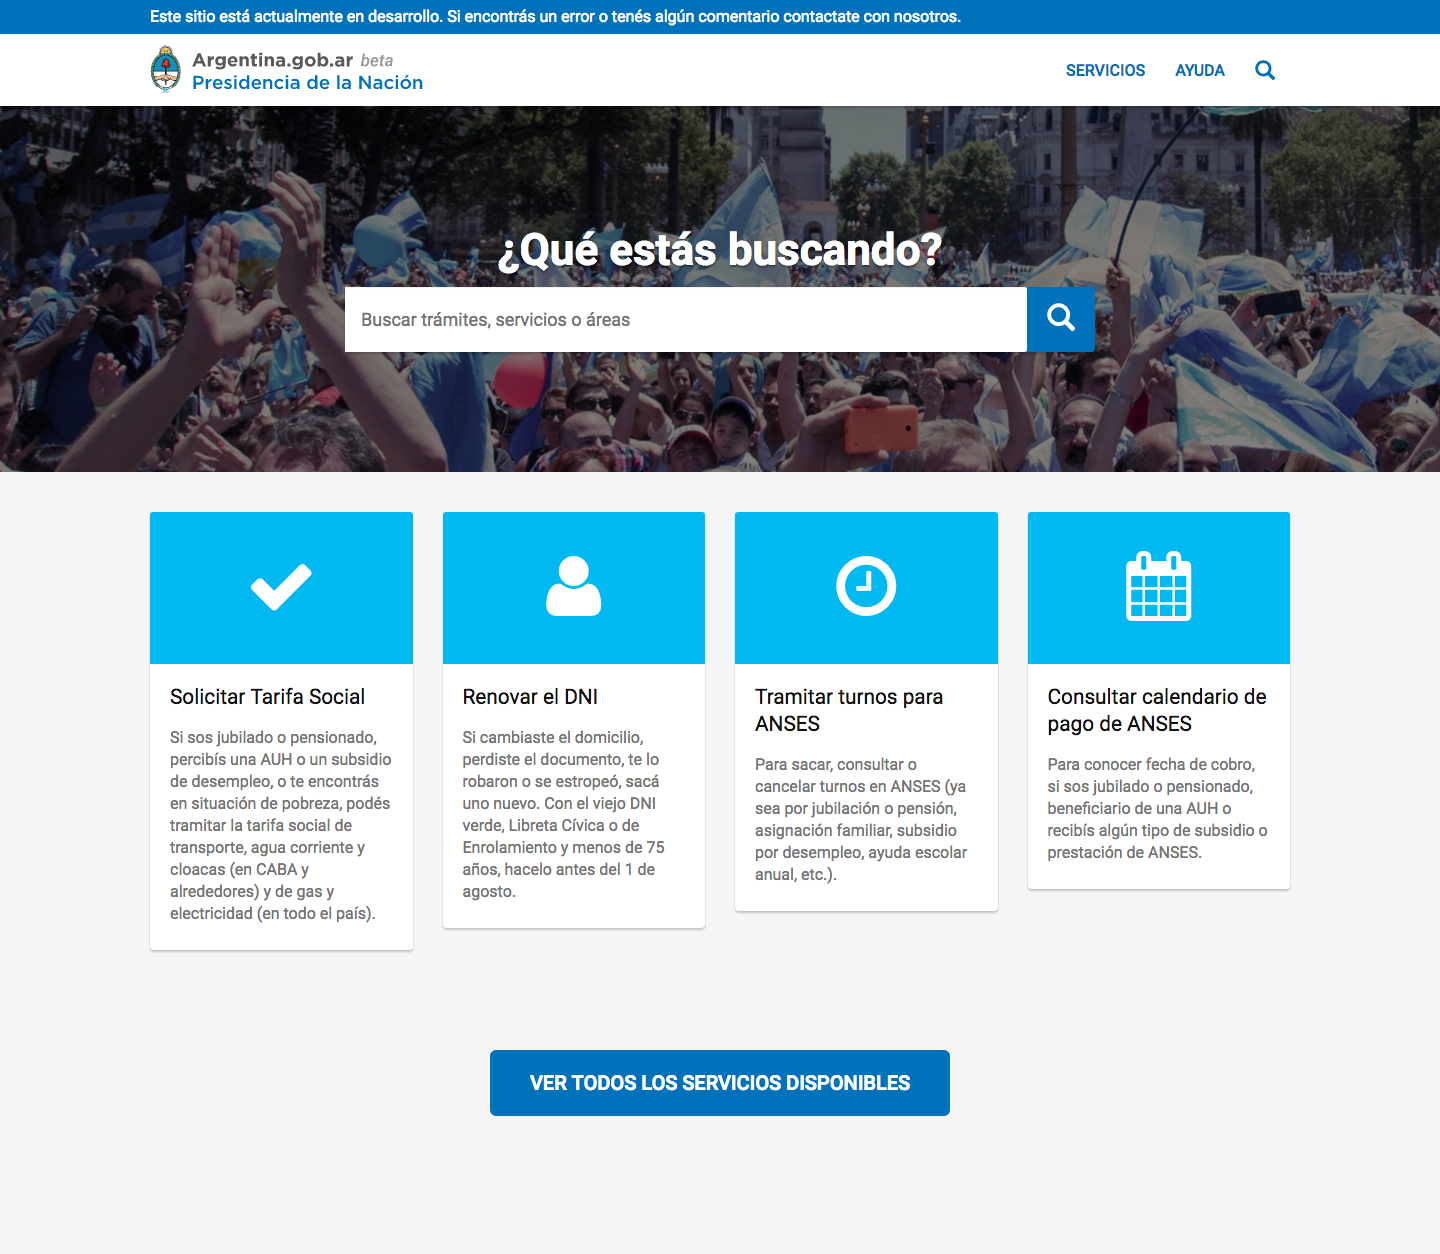 Este sitio está actualmente en desarrollo. Si encontrás un error o tenés algún comentario contactate con nosotros.
Argentina.gob.ar beta
Presidencia de la Nación
SERVICIOS
AYUDA
¿Qué estás buscando?
Buscar trámites, servicios o áreas
Solicitar Tarifa Social
Si sos jubilado o pensionado,
percibís una AUH o un subsidio
de desempleo, o te encontrás
en situación de pobreza, podés
tramitar la tarifa social de
transporte, agua corriente y
cloacas (en CABA y
alrededores) y de gas y
electricidad (en todo el país).
Renovar el DNI
Si cambiaste el domicilio,
perdiste el documento, te lo
robaron o se estropeó, sacá
uno nuevo. Con el viejo DNI
verde, Libreta Cívica o de
Enrolamiento y menos de 75
años, hacelo antes del 1 de
agosto.
Tramitar turnos para
ANSES
Para sacar, consultar o
cancelar turnos en ANSES (ya
sea por jubilación o pensión,
asignación familiar, subsidio
por desempleo, ayuda escolar
anual, etc.).
Consultar calendario de
pago de ANSES
Para conocer fecha de cobro,
si sos jubilado o pensionado,
beneficiario de una AUH o
recibís algún tipo de subsidio o
prestación de ANSES.
VER TODOS LOS SERVICIOS DISPONIBLES